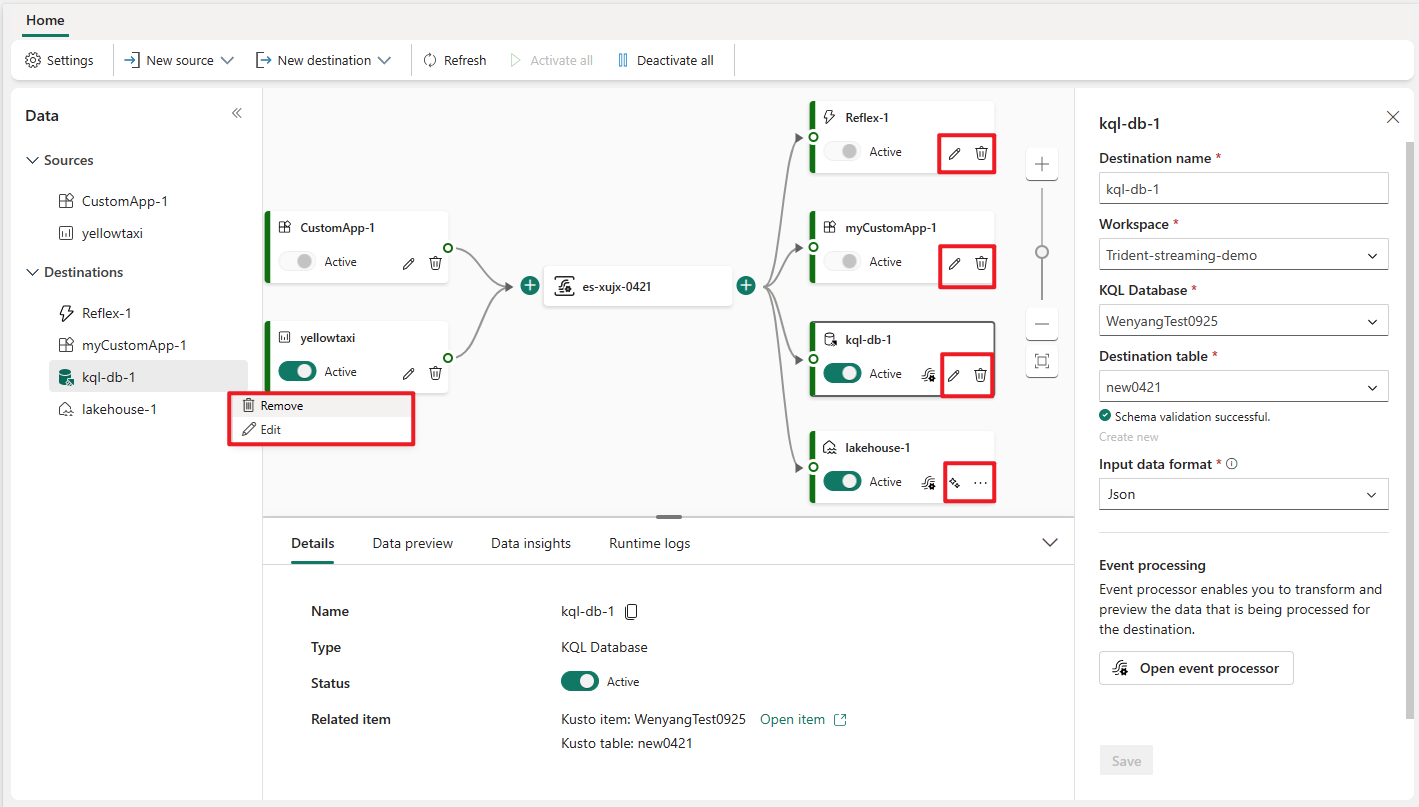 Home
Settings
New source
New destination
Refresh
Activate all
Deactivate all
Data
Sources
CustomApp-1
yellowtaxi
Destinations
Reflex-1
myCustomApp-1
kql-db-1
lakehouse-1
Remove
Edit
CustomApp-1
Active
yellowtaxi
Active
es-xujx-0421
Reflex-1
Active
myCustomApp-1
Active
kql-db-1
Active
lakehouse-1
Active
Details
Data preview
Data insights
Runtime logs
Name
kql-db-1
Type
KQL Database
Status
Active
Related item
Kusto item: WenyangTest0925 Open item
Kusto table: new0421
kql-db-1
Destination name *
kql-db-1
Workspace *
Trident-streaming-demo
KQL Database *
WenyangTest0925
Destination table *
new0421
Schema validation successful.
Create new
Input data format *
Json
Event processing
Event processor enables you to transform and
preview the data that is being processed for
the destination.
Open event processor
Save